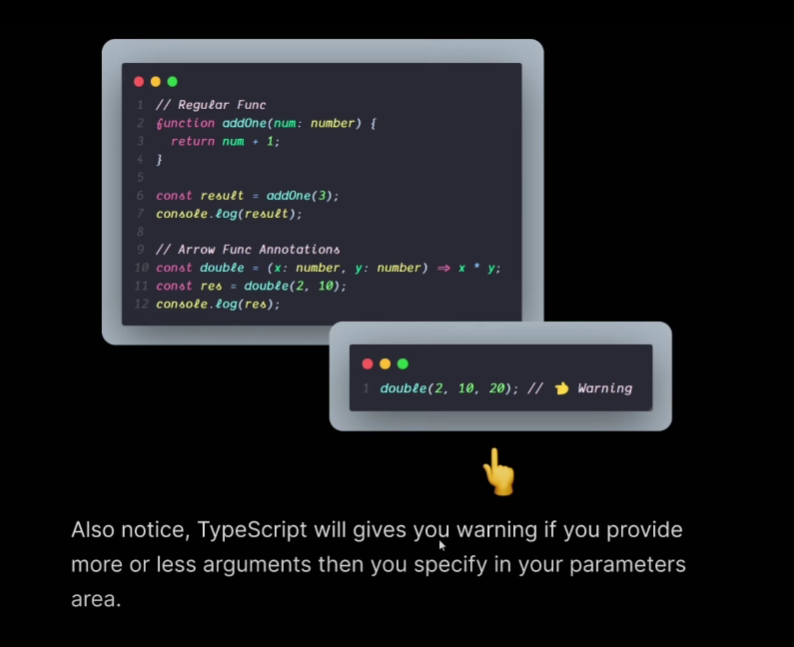 1 // Regular Func
2 function addOne(num: number) {
3   return num + 1;
4 }
5
6 const result = addOne(3);
7 console.log(result);
8
9 // Arrow Func Annotations
10 const double = (x: number, y: number) => x * y;
11 const res = double(2, 10);
12 console.log(res);
1 double(2, 10, 20); // 👈 Warning
Also notice, TypeScript will gives you warning if you provide
more or less arguments then you specify in your parameters
area.